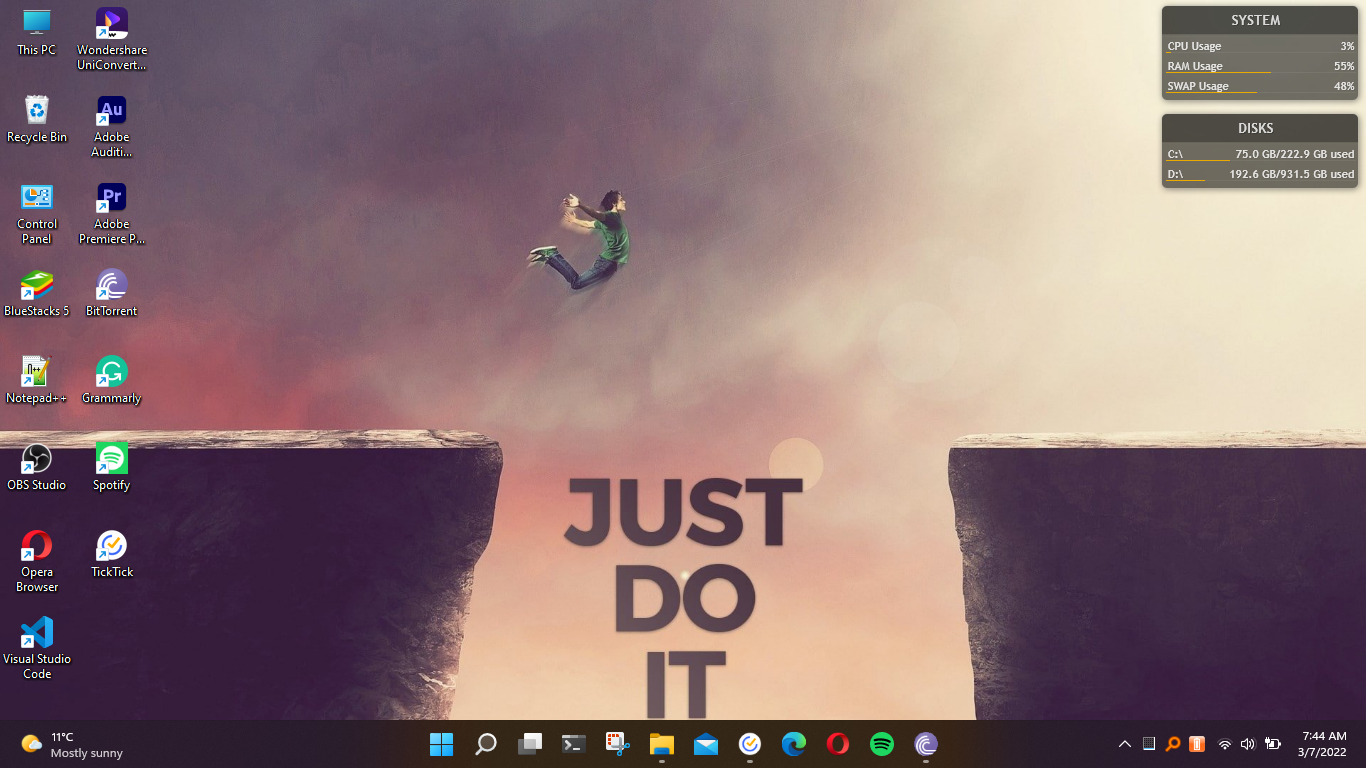 This PC
Wondershare
UniConvert...
Recycle Bin
Au
Adobe
Auditi...
Control
Panel
Pr
Adobe
Premiere P...
BlueStacks 5
BitTorrent
Notepad++
Grammarly
OBS Studio
Spotify
Opera
Browser
TickTick
Visual Studio
Code
SYSTEM
CPU Usage 3%
RAM Usage 55%
SWAP Usage 48%
DISKS
C:\ 75.0 GB/222.9 GB used
D:\ 192.6 GB/931.5 GB used
JUST
DO
IT
11°C
Mostly sunny
7:44 AM
3/7/2022